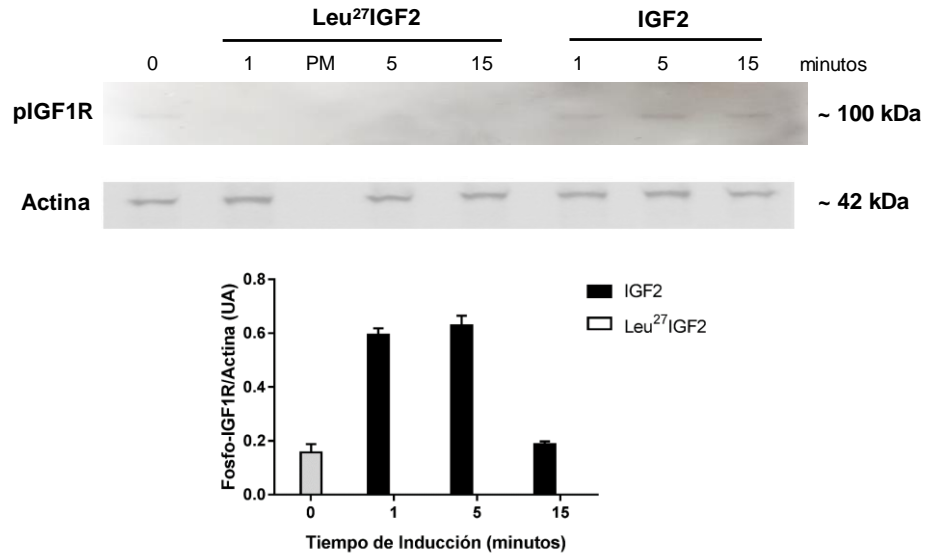 Leu²⁷IGF2 IGF2
0 1 PM 5 15 1 5 15 minutos
pIGF1R ~ 100 kDa
Actina ~ 42 kDa
Fosfo-IGF1R/Actina (UA)
0.8
0.6
0.4
0.2
0.0
IGF2
Leu²⁷IGF2
0 1 5 15
Tiempo de Inducción (minutos)